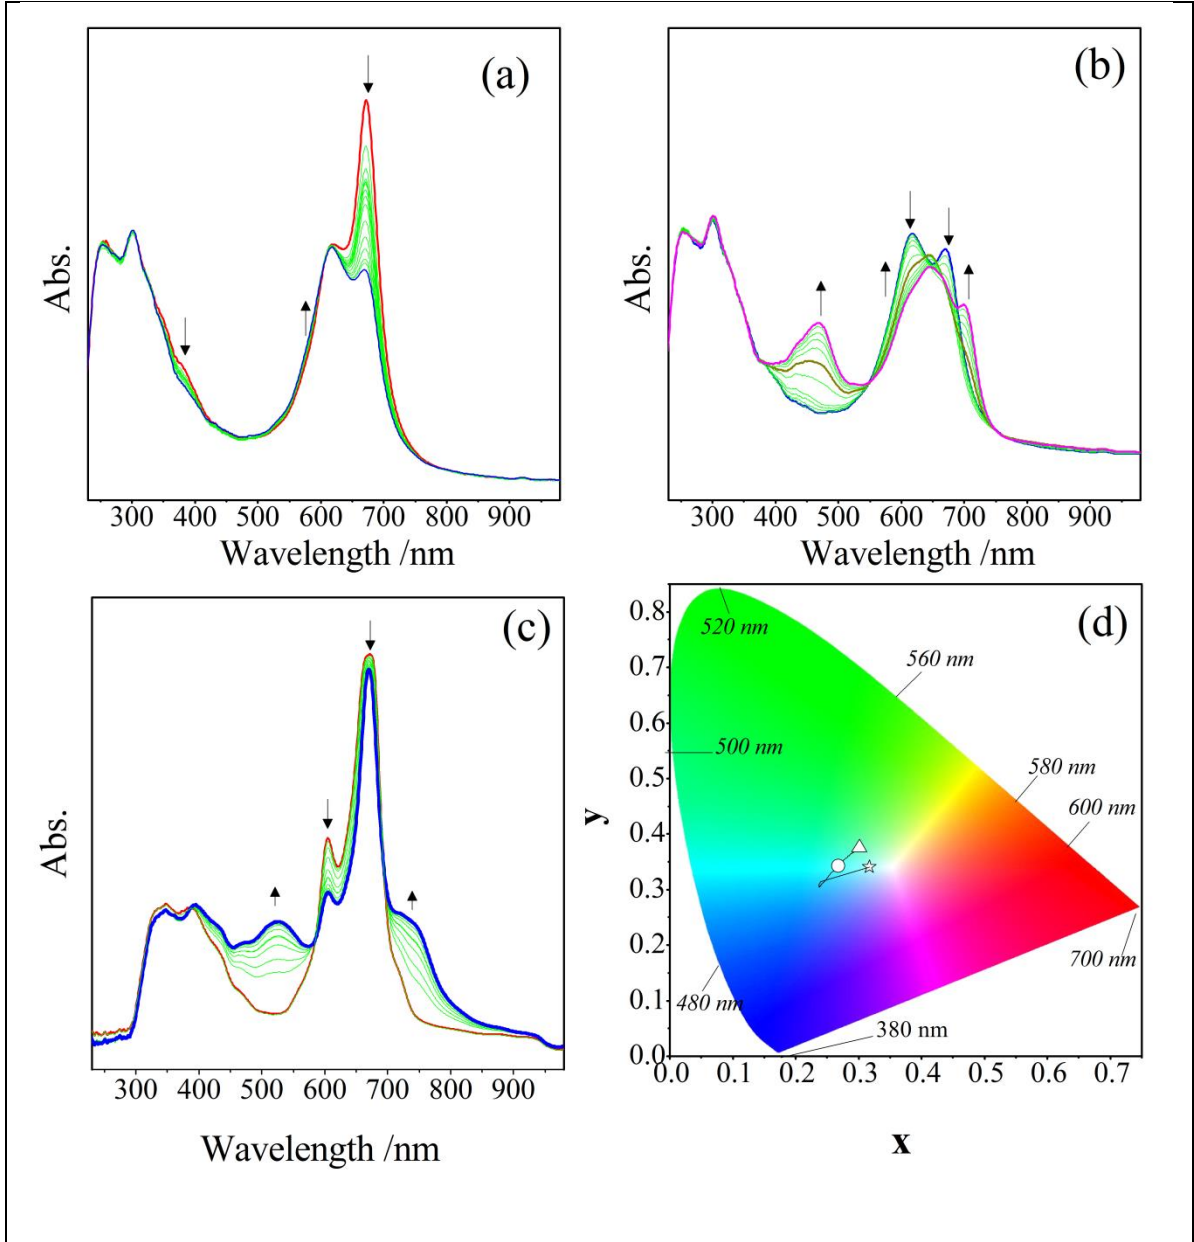 (a)
Abs.
300 400 500 600 700 800 900
Wavelength /nm
(b)
Abs.
300 400 500 600 700 800 900
Wavelength /nm
(c)
Abs.
300 400 500 600 700 800 900
Wavelength /nm
(d)
y
0.8
0.7
0.6
0.5
0.4
0.3
0.2
0.1
0.0
520 nm
560 nm
500 nm
580 nm
600 nm
700 nm
480 nm
380 nm
0.0 0.1 0.2 0.3 0.4 0.5 0.6 0.7
x